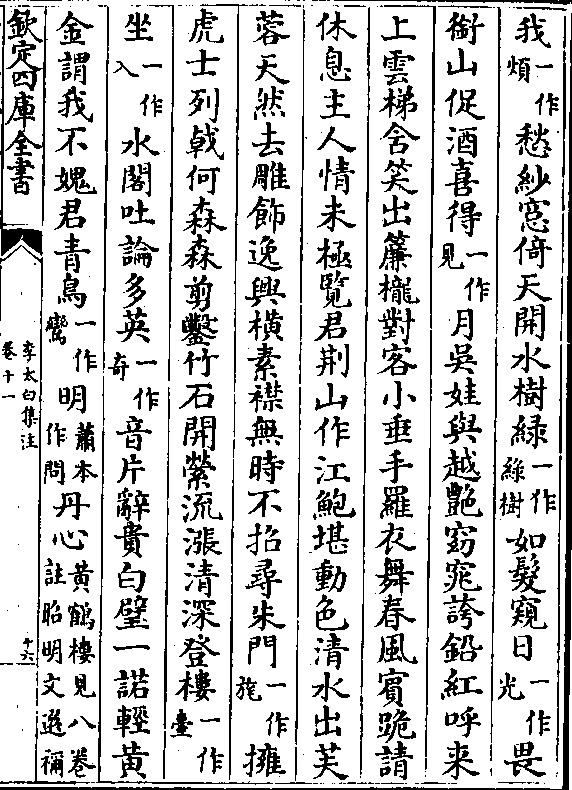 我一作煩愁紗窓倚天開水樹綠一作綠樹如髮窺日一作光畏
銜山促酒喜得一作見月吳娃與越艷窈窕誇鉛紅呼來
上雲梯含笑出簾櫳對客小垂手羅衣舞春風賓跪請
休息主人情未極覽君荆山作江鮑堪動色清水出芙
蓉天然去雕飾逸興横素襟無時不招尋朱門一作旄擁
虎士列戟何森森剪鑿竹石開縈流漲清深登樓一作臺
坐一作入水閣吐論多英一作奇音片辭貴白璧一諾輕黄
金謂我不媿君青鳥一作鸞明蕭本作問丹心黄鶴樓見八卷註昭明文選禰
欽定四庫全書
李太白集注
卷十一
十六